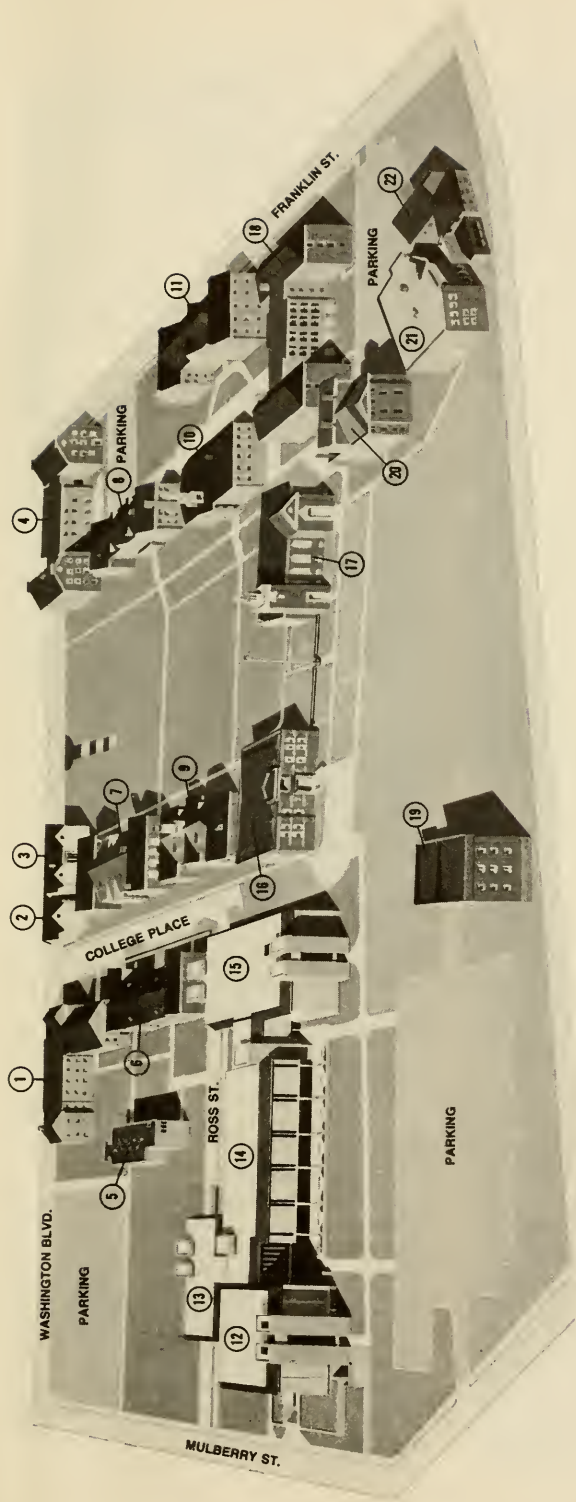 WASHINGTON BLVD.
PARKING
1
2
3
4
5
6
7
8
PARKING
COLLEGE PLACE
9
10
11
FRANKLIN ST.
ROSS ST.
12
13
14
15
16
17
18
PARKING
19
20
21
22
PARKING
MULBERRY ST.